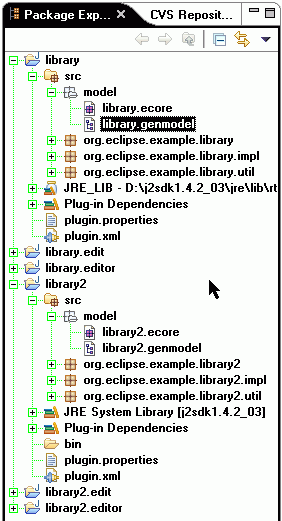 Package Exp... CVS Reposit...
library
src
model
library.ecore
library.genmodel
org.eclipse.example.library
org.eclipse.example.library.impl
org.eclipse.example.library.util
JRE_LIB - D:\j2sdk1.4.2_03\jre\lib\rt
Plug-in Dependencies
plugin.properties
plugin.xml
library.edit
library.editor
library2
src
model
library2.ecore
library2.genmodel
org.eclipse.example.library2
org.eclipse.example.library2.impl
org.eclipse.example.library2.util
JRE System Library [j2sdk1.4.2_03]
Plug-in Dependencies
bin
plugin.properties
plugin.xml
library2.edit
library2.editor